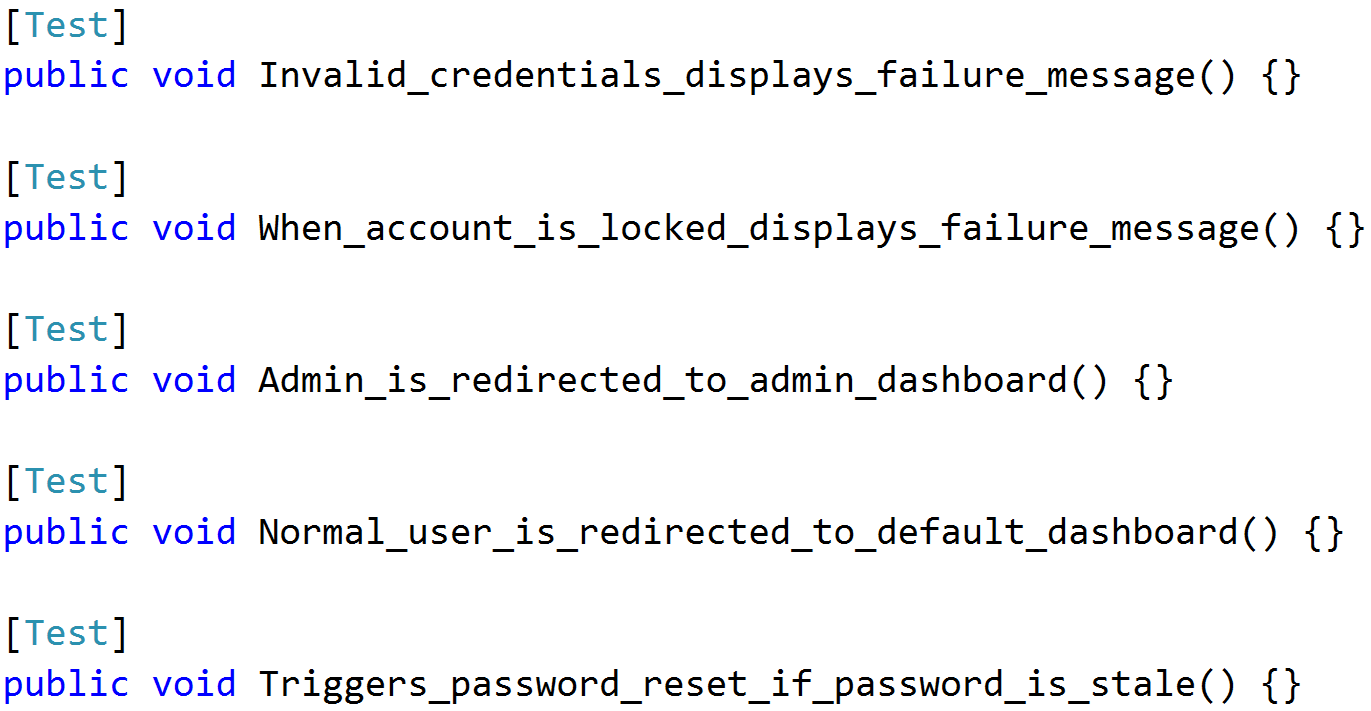 [Test]
public void Invalid_credentials_displays_failure_message() {}
[Test]
public void When_account_is_locked_displays_failure_message() {}
[Test]
public void Admin_is_redirected_to_admin_dashboard() {}
[Test]
public void Normal_user_is_redirected_to_default_dashboard() {}
[Test]
public void Triggers_password_reset_if_password_is_stale() {}